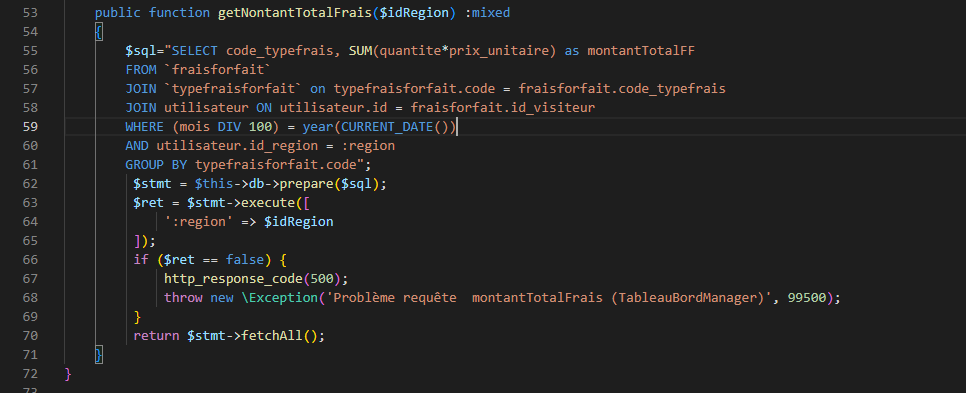 53 public function getNontantTotalFrais($idRegion) :mixed
54 {
55 $sql="SELECT code_typefrais, SUM(quantite*prix_unitaire) as montantTotalFF
56 FROM `fraisforfait`
57 JOIN `typefraisforfait` on typefraisforfait.code = fraisforfait.code_typefrais
58 JOIN utilisateur ON utilisateur.id = fraisforfait.id_visiteur
59 WHERE (mois DIV 100) = year(CURRENT_DATE())
60 AND utilisateur.id_region = :region
61 GROUP BY typefraisforfait.code";
62 $stmt = $this->db->prepare($sql);
63 $ret = $stmt->execute([
64 ':region' => $idRegion
65 ]);
66 if ($ret == false) {
67 http_response_code(500);
68 throw new \Exception('Problème requête  montantTotalFrais (TableauBordManager)', 99500);
69 }
70 return $stmt->fetchAll();
71 }
72 }
73